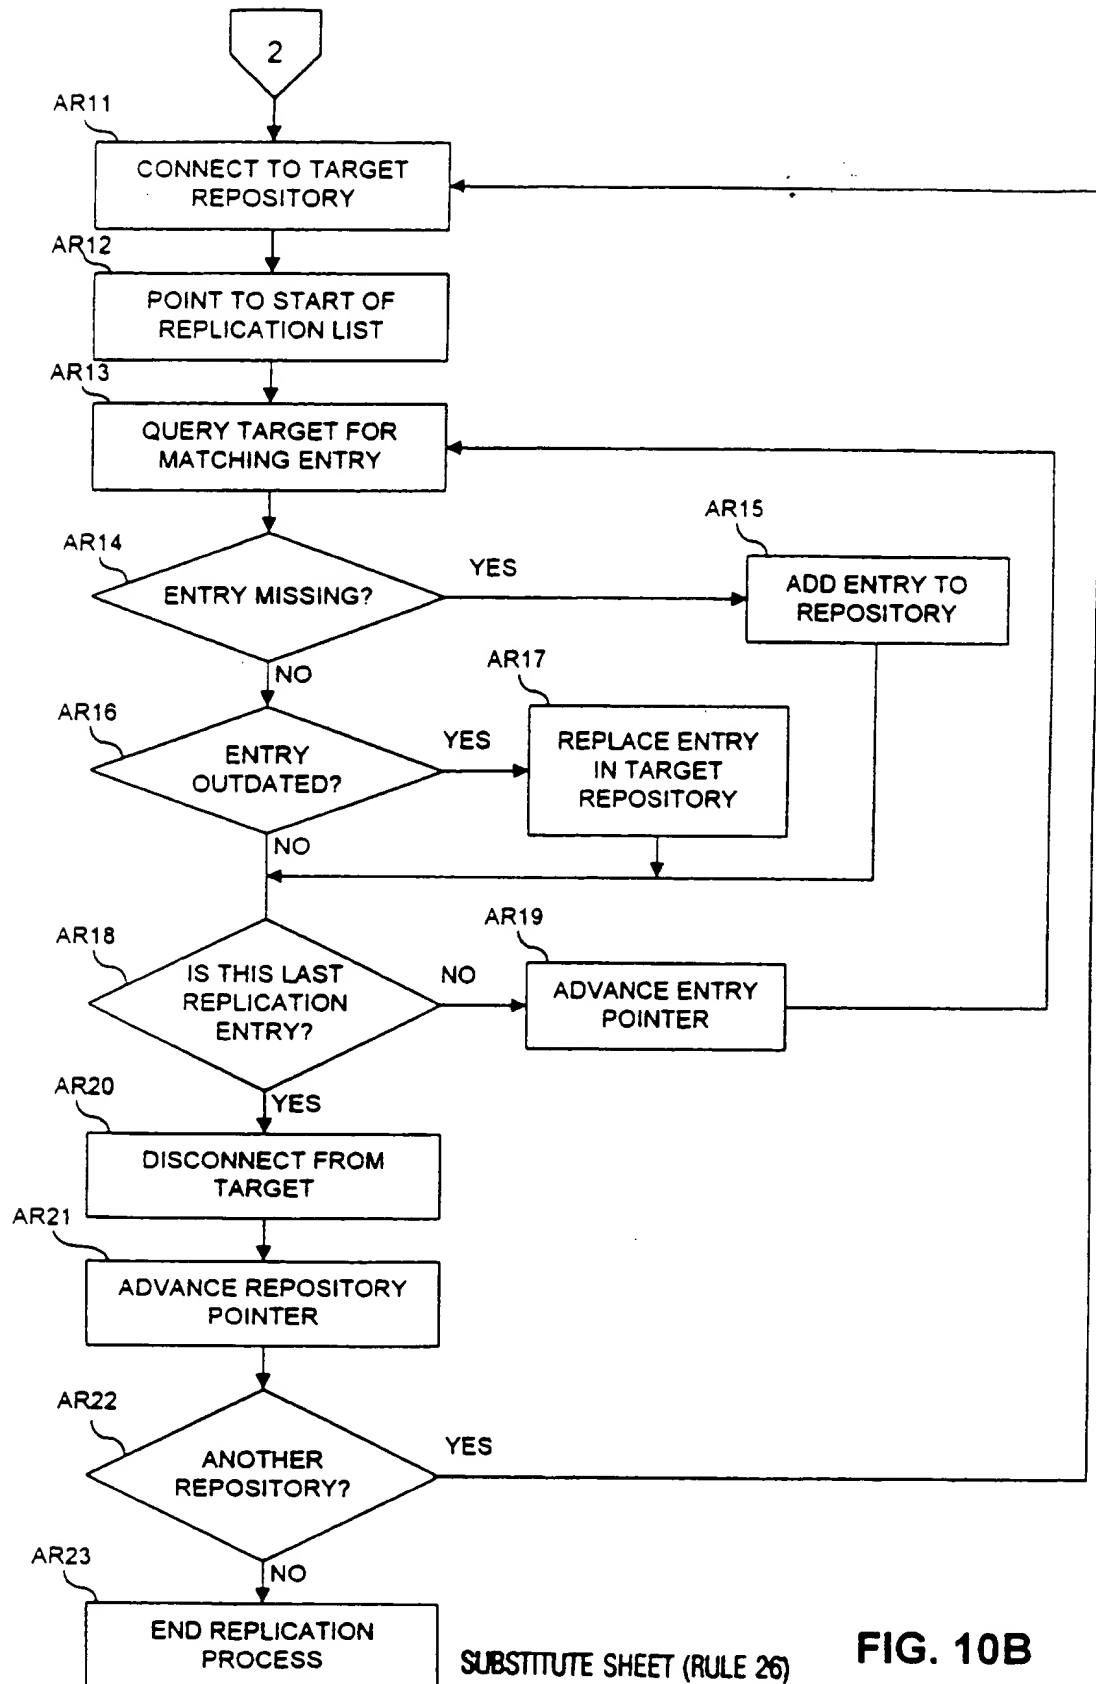 2
AR11
CONNECT TO TARGET
REPOSITORY
AR12
POINT TO START OF
REPLICATION LIST
AR13
QUERY TARGET FOR
MATCHING ENTRY
AR14
ENTRY MISSING?
YES
AR15
ADD ENTRY TO
REPOSITORY
NO
AR16
ENTRY
OUTDATED?
YES
AR17
REPLACE ENTRY
IN TARGET
REPOSITORY
NO
AR18
IS THIS LAST
REPLICATION
ENTRY?
NO
AR19
ADVANCE ENTRY
POINTER
YES
AR20
DISCONNECT FROM
TARGET
AR21
ADVANCE REPOSITORY
POINTER
AR22
ANOTHER
REPOSITORY?
YES
NO
AR23
END REPLICATION
PROCESS
SUBSTITUTE SHEET (RULE 26)
FIG. 10B